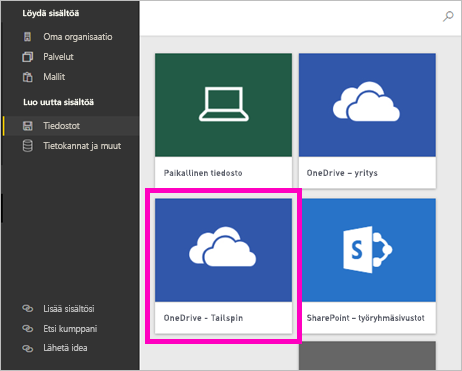 Löydä sisältöä
Oma organisaatio
Palvelut
Mallit
Luo uutta sisältöä
Tiedostot
Tietokannat ja muut
Lisää sisältösi
Etsi kumppani
Lähetä idea
Paikallinen tiedosto
OneDrive – yritys
OneDrive - Tailspin
S
SharePoint – työryhmäsivustot